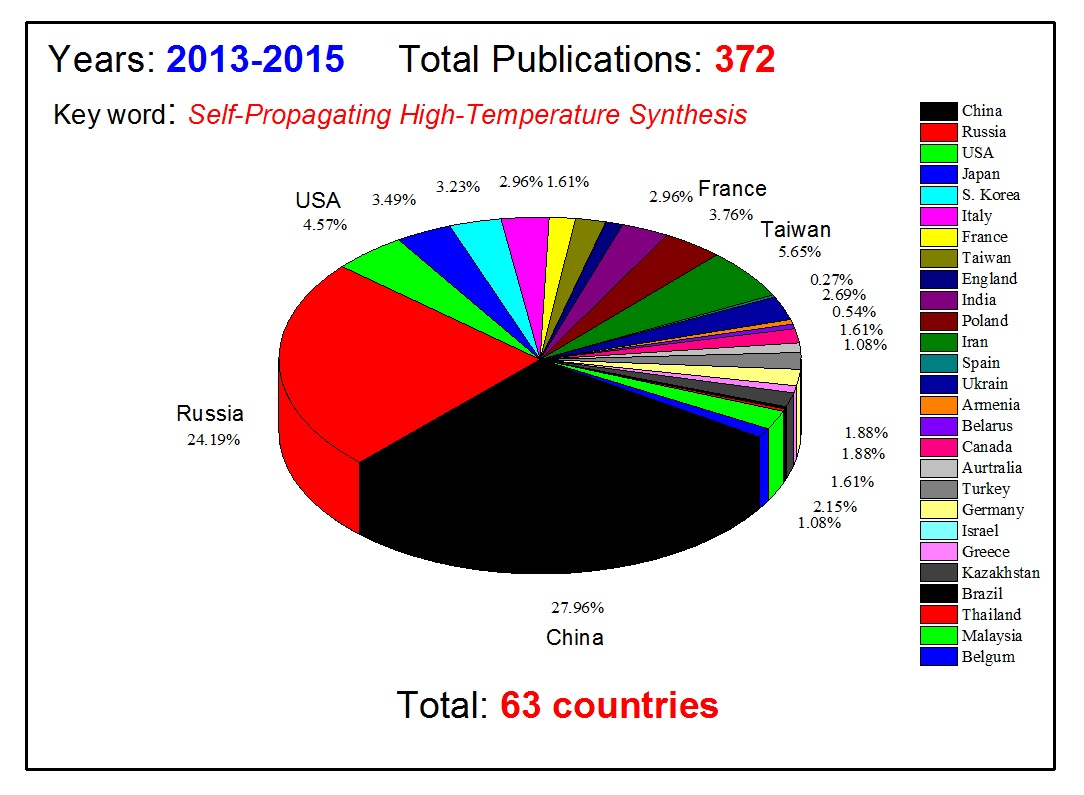 Years: 2013-2015 Total Publications: 372
Key word: Self-Propagating High-Temperature Synthesis
USA
4.57%
3.49%
3.23%
2.96%
1.61%
2.96%
France
3.76%
Taiwan
5.65%
0.27%
2.69%
0.54%
1.61%
1.08%
Russia
24.19%
1.88%
1.88%
1.61%
2.15%
1.08%
27.96%
China
China
Russia
USA
Japan
S. Korea
Italy
France
Taiwan
England
India
Poland
Iran
Spain
Ukrain
Armenia
Belarus
Canada
Aurtralia
Turkey
Germany
Israel
Greece
Kazakhstan
Brazil
Thailand
Malaysia
Belgum
Total: 63 countries